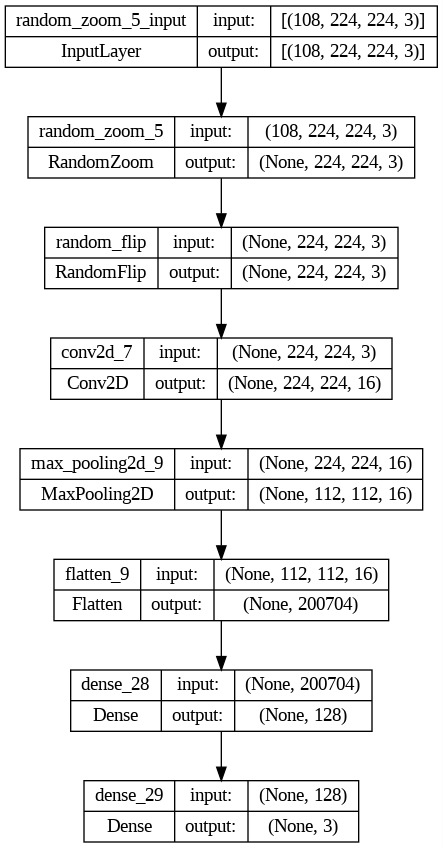 random_zoom_5_input input: [(108, 224, 224, 3)]
InputLayer output: [(108, 224, 224, 3)]
random_zoom_5 input: (108, 224, 224, 3)
RandomZoom output: (None, 224, 224, 3)
random_flip input: (None, 224, 224, 3)
RandomFlip output: (None, 224, 224, 3)
conv2d_7 input: (None, 224, 224, 3)
Conv2D output: (None, 224, 224, 16)
max_pooling2d_9 input: (None, 224, 224, 16)
MaxPooling2D output: (None, 112, 112, 16)
flatten_9 input: (None, 112, 112, 16)
Flatten output: (None, 200704)
dense_28 input: (None, 200704)
Dense output: (None, 128)
dense_29 input: (None, 128)
Dense output: (None, 3)